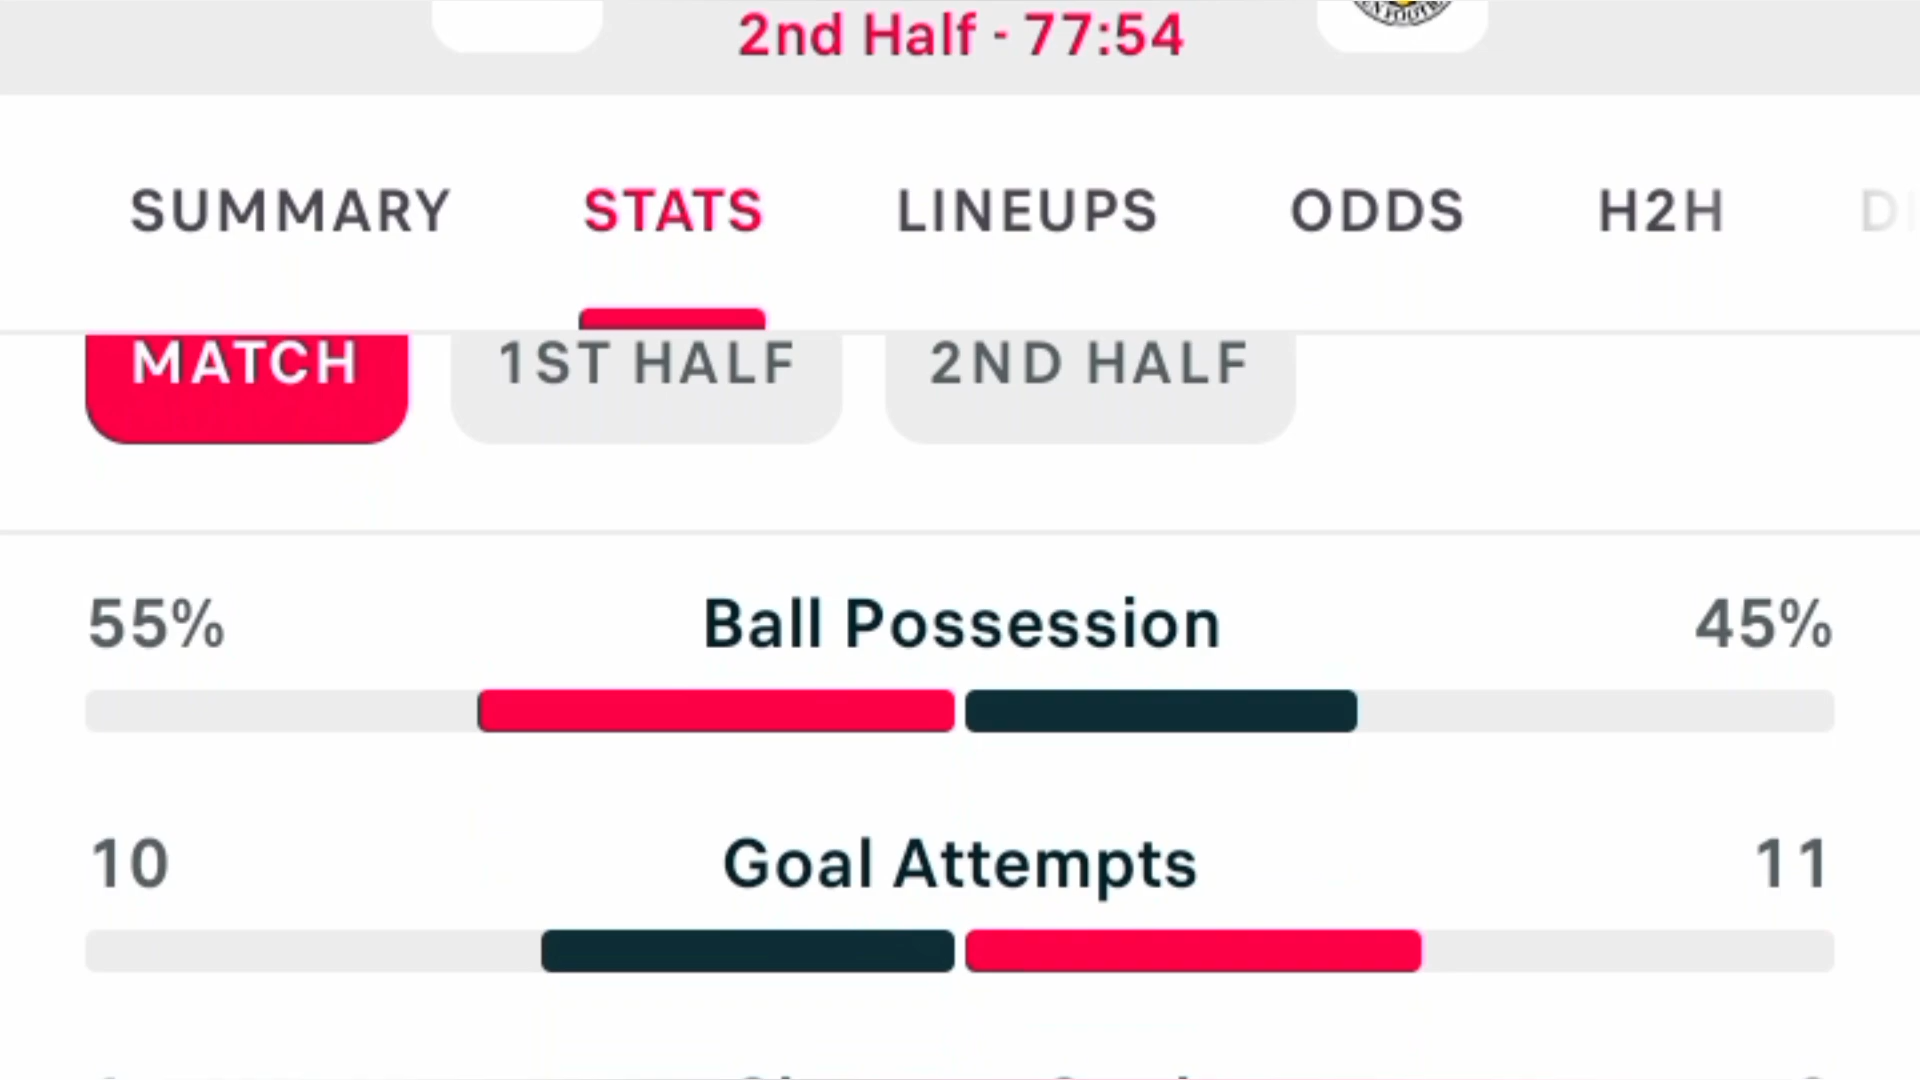 2nd Half - 77:54
SUMMARY STATS LINEUPS ODDS H2H
MATCH 1ST HALF 2ND HALF
55% Ball Possession 45%
10 Goal Attempts 11